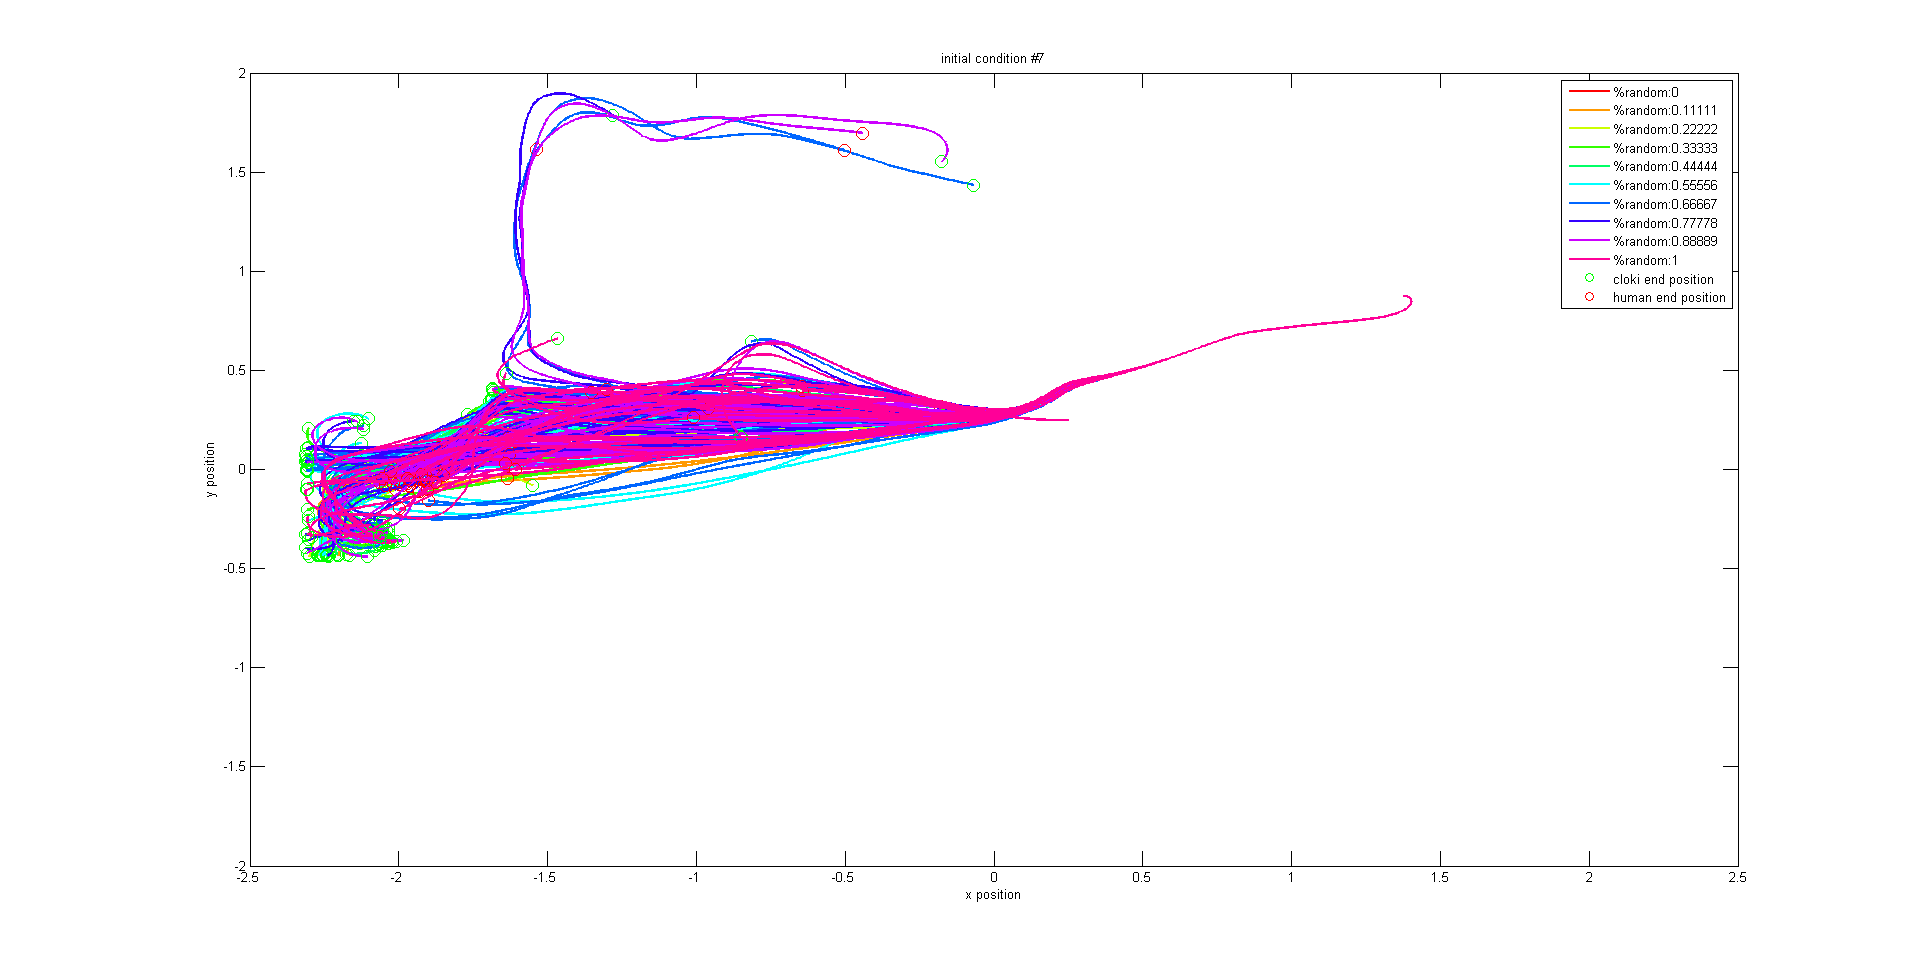 initial condition #7
2
1.5
1
0.5
0
-0.5
-1
-1.5
-2
y position
-2.5
-2
-1.5
-1
-0.5
0
0.5
1
1.5
2
2.5
x position
%random:0
%random:0.11111
%random:0.22222
%random:0.33333
%random:0.44444
%random:0.55556
%random:0.66667
%random:0.77778
%random:0.88889
%random:1
cloki end position
human end position